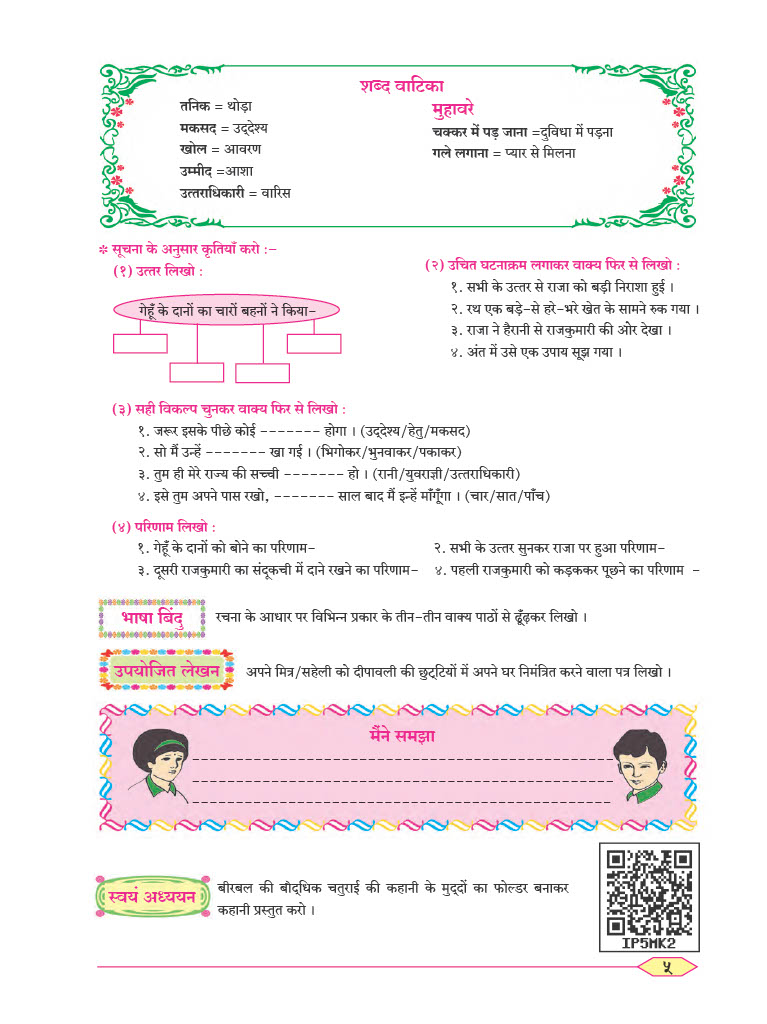 शब्द वाटिका
तनिक = थोड़ा
मकसद = उद्देश्य
खोल = आवरण
उम्मीद =आशा
उत्तराधिकारी = वारिस
मुहावरे
चक्कर में पड़ जाना =दुविधा में पड़ना
गले लगाना = प्यार से मिलना
* सूचना के अनुसार कृतियाँ करो :-
(१) उत्तर लिखो :
गेहूँ के दानों का चारों बहनों ने किया-
(२) उचित घटनाक्रम लगाकर वाक्य फिर से लिखो :
१. सभी के उत्तर से राजा को बड़ी निराशा हुई ।
२. रथ एक बड़े-से हरे-भरे खेत के सामने रुक गया ।
३. राजा ने हैरानी से राजकुमारी की ओर देखा ।
४. अंत में उसे एक उपाय सूझ गया ।
(३) सही विकल्प चुनकर वाक्य फिर से लिखो :
१. जरूर इसके पीछे कोई ------- होगा । (उद्देश्य/हेतु/मकसद)
२. सो मैं उन्हें ------- खा गई । (भिगोकर/भुनवाकर/पकाकर)
३. तुम ही मेरे राज्य की सच्ची ------- हो । (रानी/युवराज्ञी/उत्तराधिकारी)
४. इसे तुम अपने पास रखो, ------- साल बाद मैं इन्हें माँगूँगा । (चार/सात/पाँच)
(४) परिणाम लिखो :
१. गेहूँ के दानों को बोने का परिणाम-
२. सभी के उत्तर सुनकर राजा पर हुआ परिणाम-
३. दूसरी राजकुमारी का संदूकची में दाने रखने का परिणाम-
४. पहली राजकुमारी को कड़ककर पूछने का परिणाम -
भाषा बिंदु
रचना के आधार पर विभिन्न प्रकार के तीन-तीन वाक्य पाठों से ढूँढ़कर लिखो ।
उपयोजित लेखन
अपने मित्र/सहेली को दीपावली की छुट्टियों में अपने घर निमंत्रित करने वाला पत्र लिखो ।
मैंने समझा
स्वयं अध्ययन
बीरबल की बौद्धिक चतुराई की कहानी के मुद्दों का फोल्डर बनाकर
कहानी प्रस्तुत करो ।
IP5MK2
५